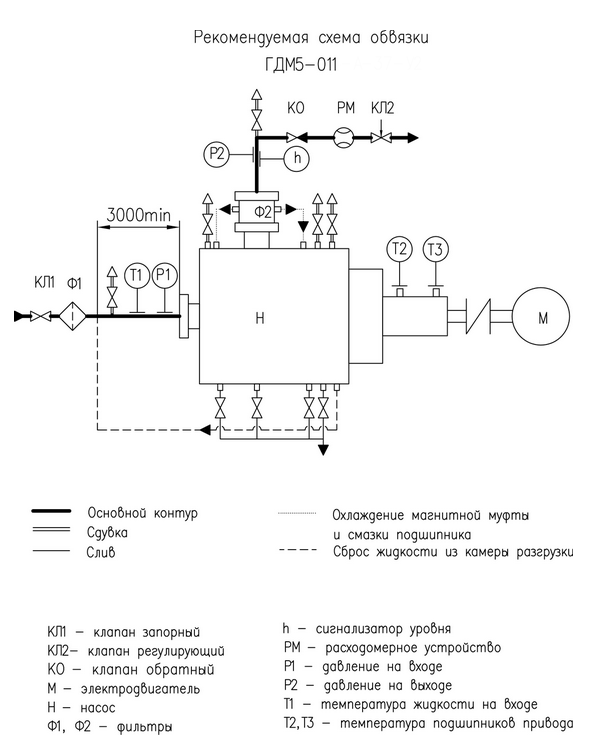 Рекомендуемая схема обвязки
ГДМ5-011
КО РМ КЛ2
Р2
h
Ф2
3000min
КЛ1 Ф1
Т1 Р1
Т2 Т3
Н
М
Основной контур
Сдувка
Слив
Охлаждение магнитной муфты
и смазки подшипника
Сброс жидкости из камеры разгрузки
КЛ1 – клапан запорный
КЛ2– клапан регулирующий
КО – клапан обратный
М – электродвигатель
Н – насос
Ф1, Ф2 – фильтры
h – сигнализатор уровня
РМ – расходомерное устройство
Р1 – давление на входе
Р2 – давление на выходе
Т1 – температура жидкости на входе
Т2,Т3 – температура подшипников привода